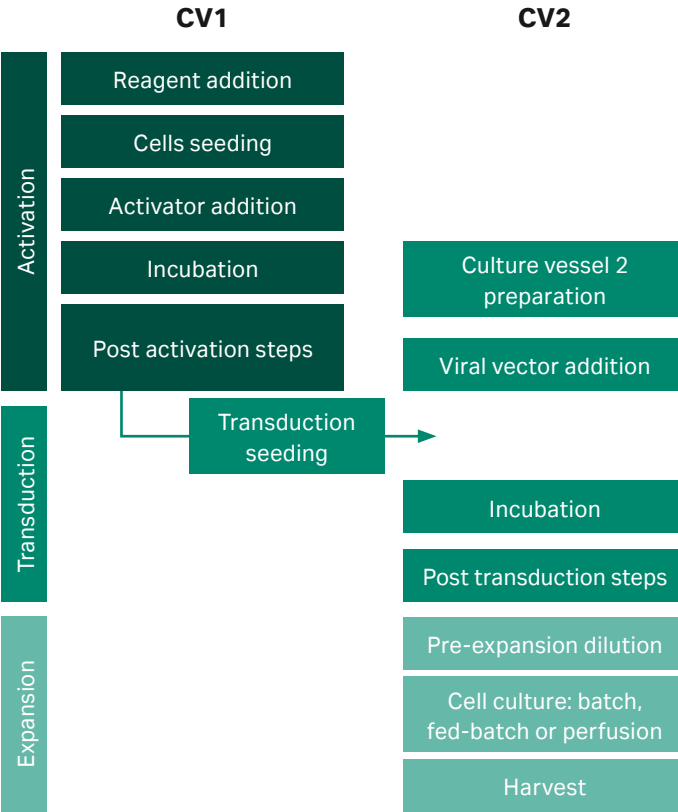 CV1
CV2
Activation
Reagent addition
Cells seeding
Activator addition
Incubation
Post activation steps
Culture vessel 2
preparation
Viral vector addition
Transduction
Transduction
seeding
Incubation
Post transduction steps
Expansion
Pre-expansion dilution
Cell culture: batch,
fed-batch or perfusion
Harvest